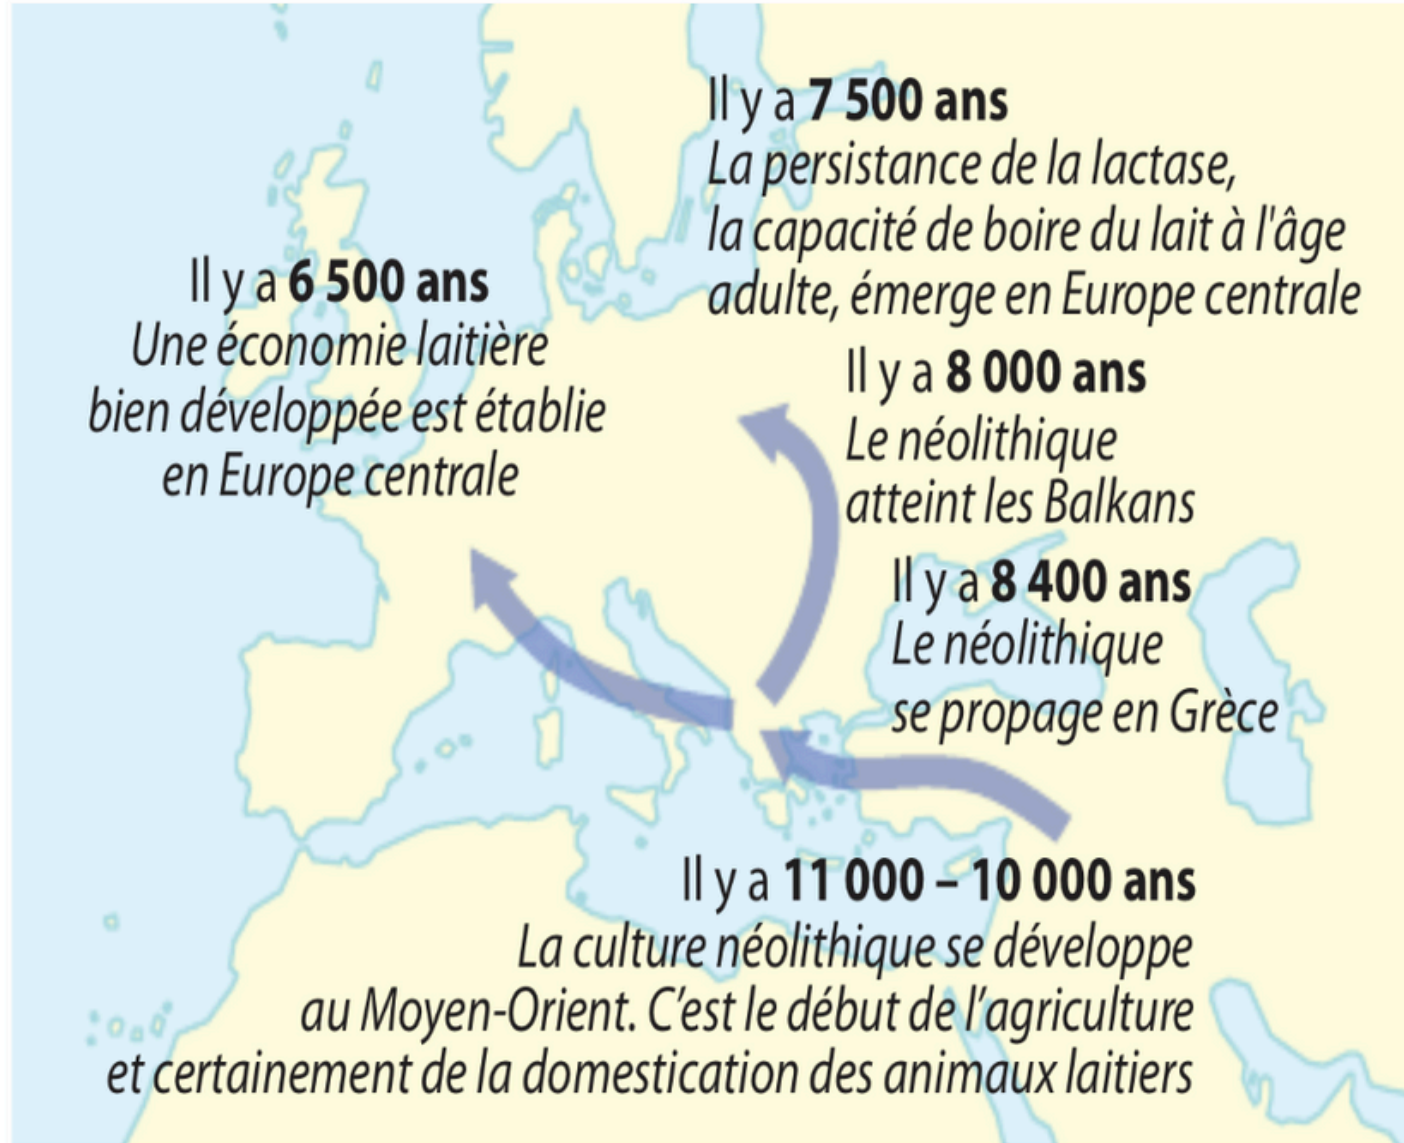 Il y a 7 500 ans
La persistance de la lactase,
la capacité de boire du lait à l'âge
adulte, émerge en Europe centrale
Il y a 6 500 ans
Une économie laitière
bien développée est établie
en Europe centrale
Il y a 8 000 ans
Le néolithique
atteint les Balkans
Il y a 8 400 ans
Le néolithique
se propage en Grèce
Il y a 11 000 – 10 000 ans
La culture néolithique se développe
au Moyen-Orient. C’est le début de l’agriculture
et certainement de la domestication des animaux laitiers